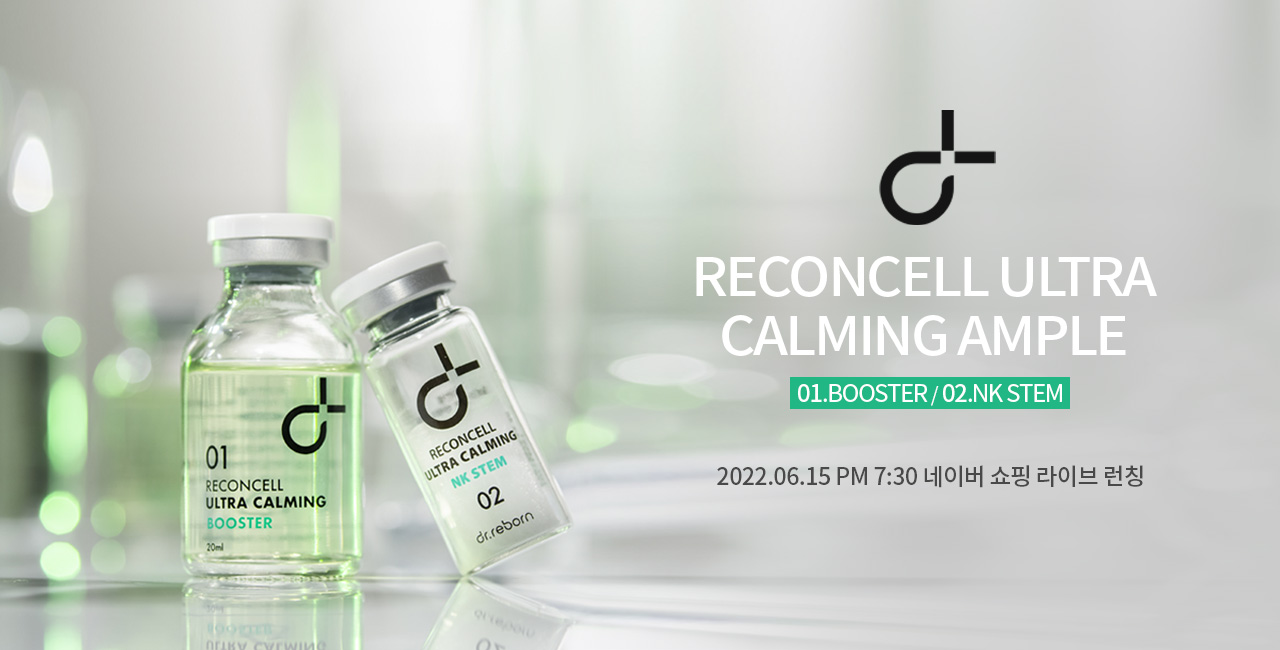 RECONCELL ULTRA
CALMING AMPLE
01.BOOSTER / 02.NK STEM
2022.06.15 PM 7:30 네이버 쇼핑 라이브 런칭
01
RECONCELL
ULTRA CALMING
BOOSTER
20ml
RECONCELL
ULTRA CALMING
NK STEM
02
dr.reborn